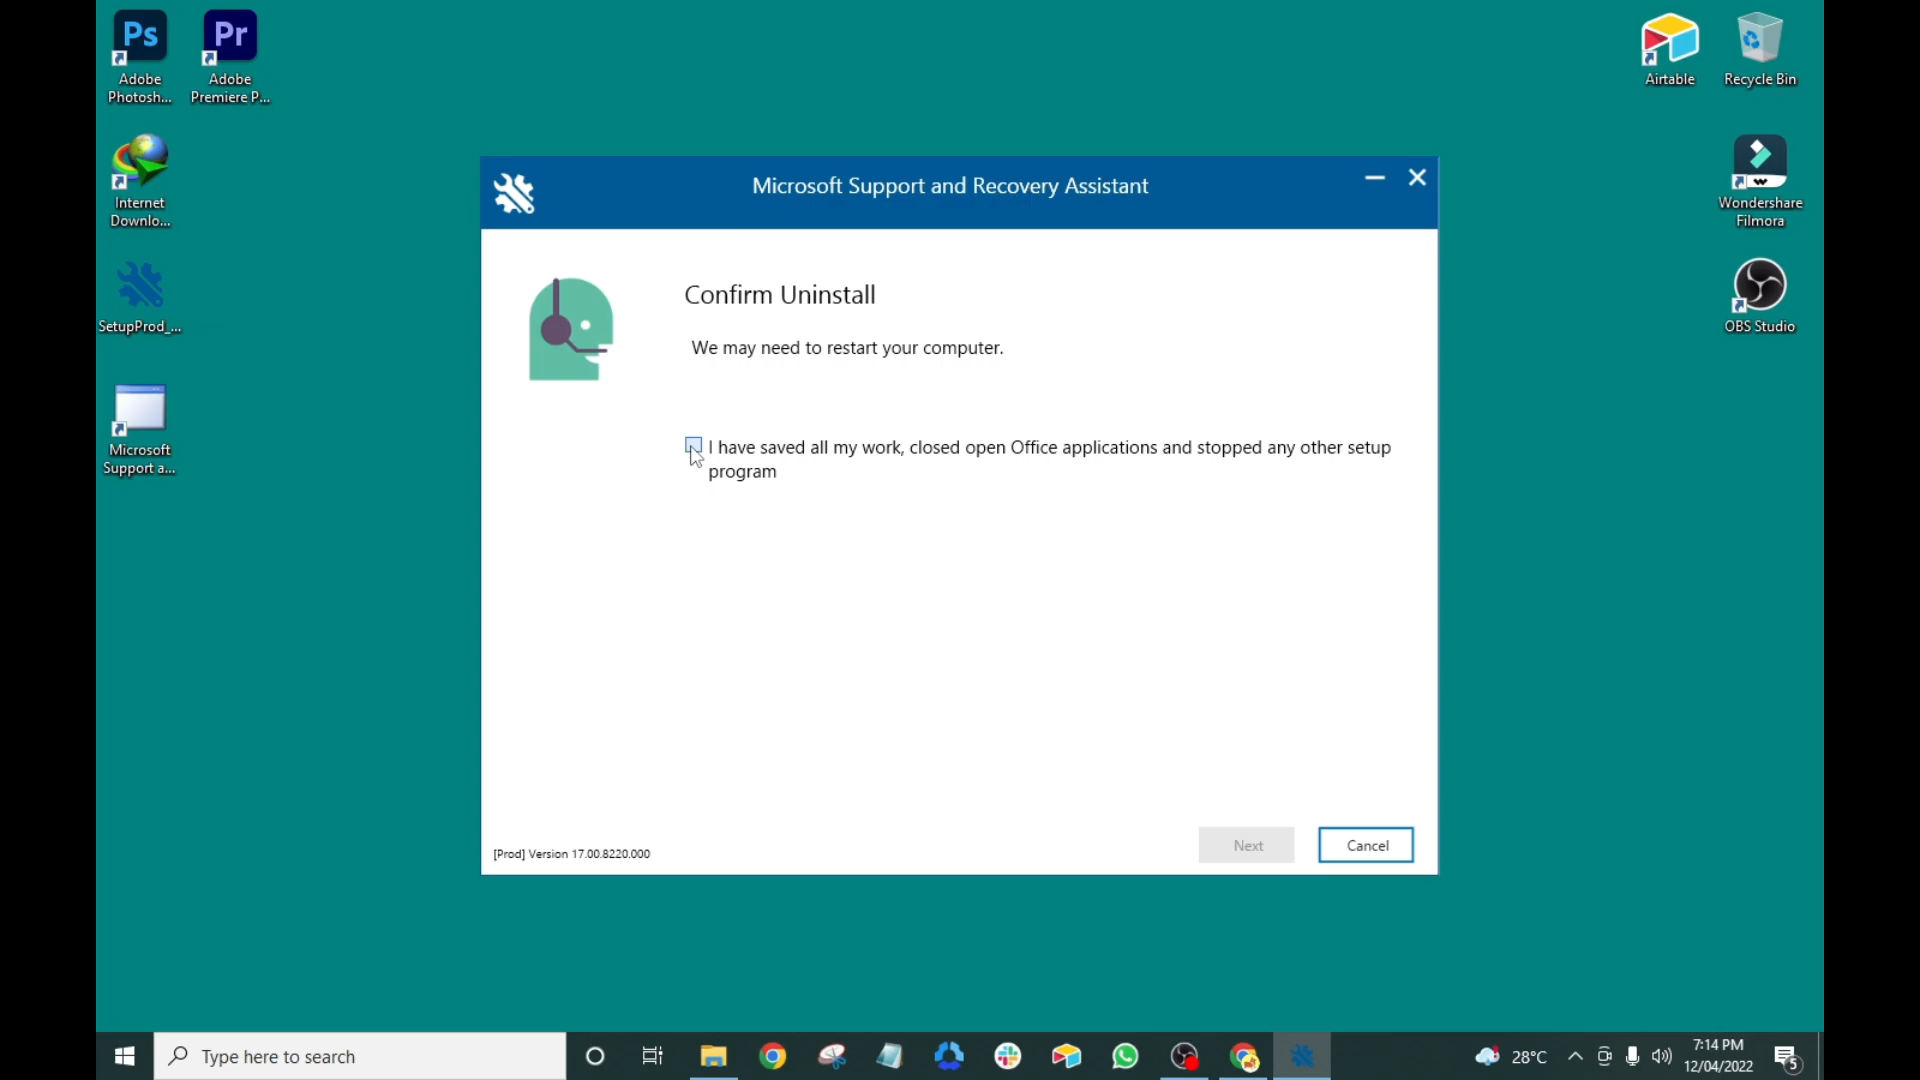 Ps
Pr
Adobe
Photosh...
Adobe
Premiere P...
Airtable
Recycle Bin
Internet
Downlo...
Wondershare
Filmora
SetupProd_...
OBS Studio
Microsoft
Support a...
Microsoft Support and Recovery Assistant
Confirm Uninstall
We may need to restart your computer.
I have saved all my work, closed open Office applications and stopped any other setup
program
[Prod] Version 17.00.8220.000
Next
Cancel
Type here to search
28°C
7:14 PM
12/04/2022
5